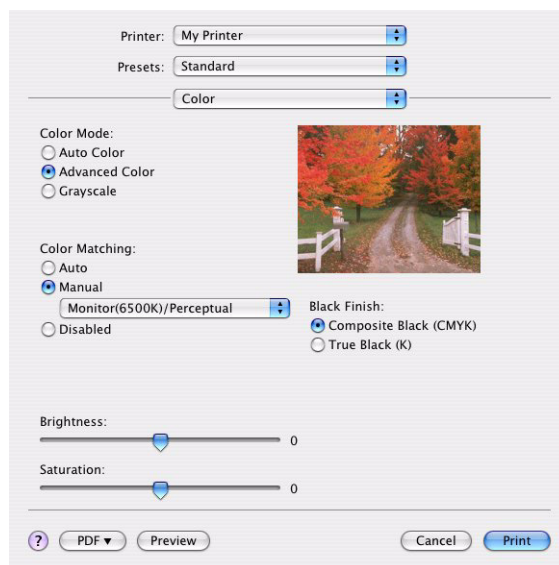 Printer: My Printer
Presets: Standard
Color
Color Mode:
Auto Color
Advanced Color
Grayscale
Color Matching:
Auto
Manual
Monitor(6500K)/Perceptual
Disabled
Black Finish:
Composite Black (CMYK)
True Black (K)
Brightness:
0
Saturation:
0
? PDF▼ Preview Cancel Print